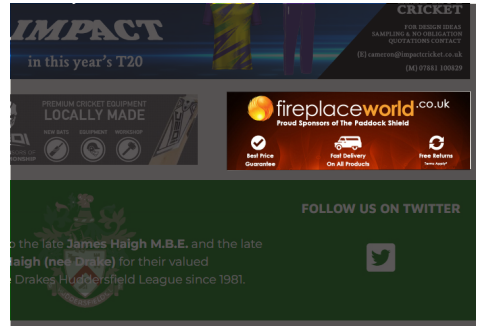 IMPACT
in this year's T20
CRICKET
FOR DESIGN IDEAS
SAMPLING & NO OBLIGATION
QUOTATIONS CONTACT
(E) cameron@impactcricket.co.uk
(M) 07881 100829
PREMIUM CRICKET EQUIPMENT
LOCALLY MADE
NEW BATS EQUIPMENT WORKSHOP
fireplaceworld.co.uk
Proud Sponsors of The Paddock Shield
Best Price
Guarantee
Fast Delivery
On All Products
Free Returns
Terms Apply*
FOLLOW US ON TWITTER
o the late James Haigh M.B.E. and the late
Haigh (nee Drake) for their valued
e Drakes Huddersfield League since 1981.